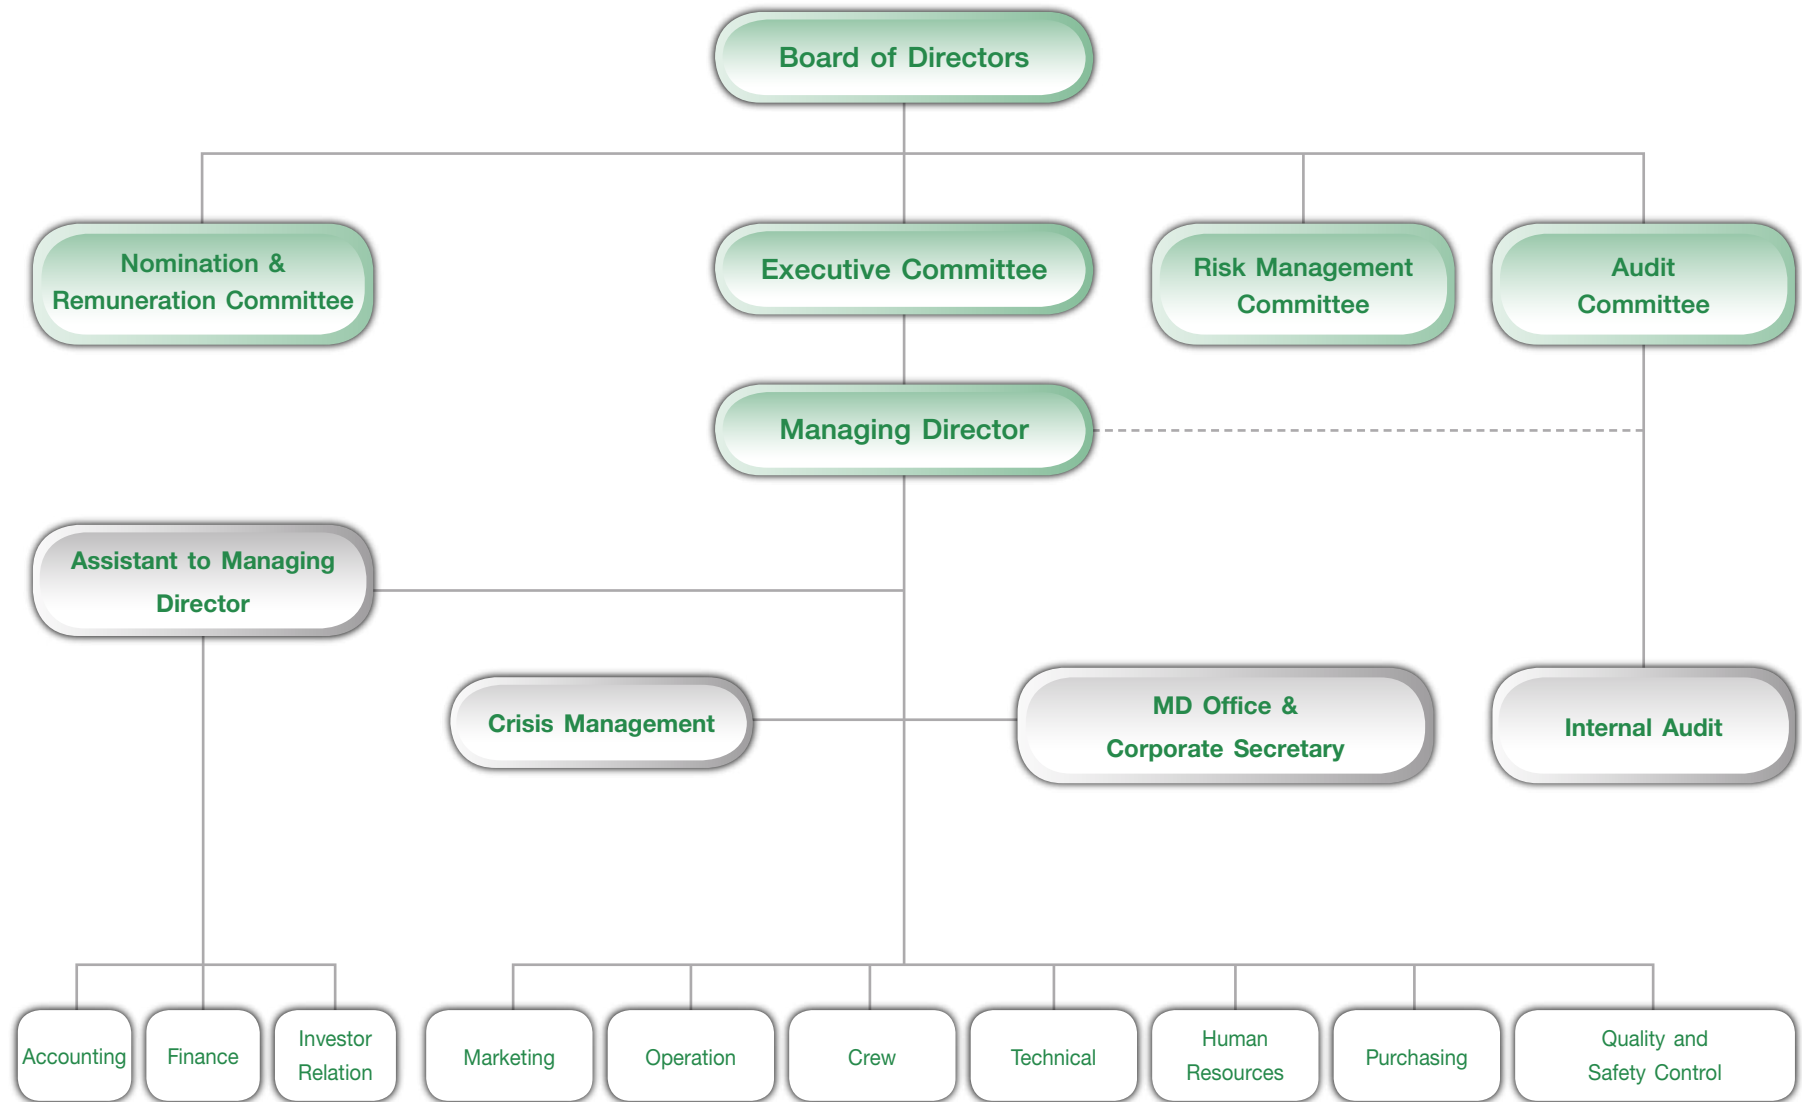 Board of Directors
Nomination &
Remuneration Committee
Executive Committee
Risk Management
Committee
Audit
Committee
Managing Director
Assistant to Managing
Director
Crisis Management
MD Office &
Corporate Secretary
Internal Audit
Accounting
Finance
Investor
Relation
Marketing
Operation
Crew
Technical
Human
Resources
Purchasing
Quality and
Safety Control